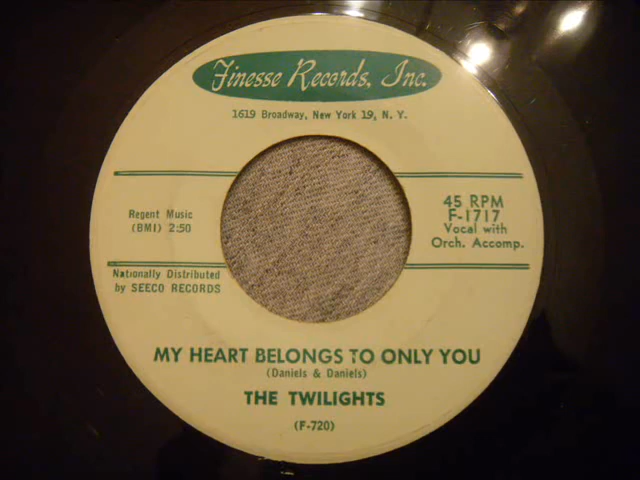 Finesse Records, Inc.
1619 Broadway, New York 19, N. Y.
Regent Music
(BMI) 2:50
45 RPM
F-1717
Vocal with
Orch. Accomp.
Nationally Distributed
by SEECO RECORDS
MY HEART BELONGS TO ONLY YOU
(Daniels & Daniels)
THE TWILIGHTS
(F-720)